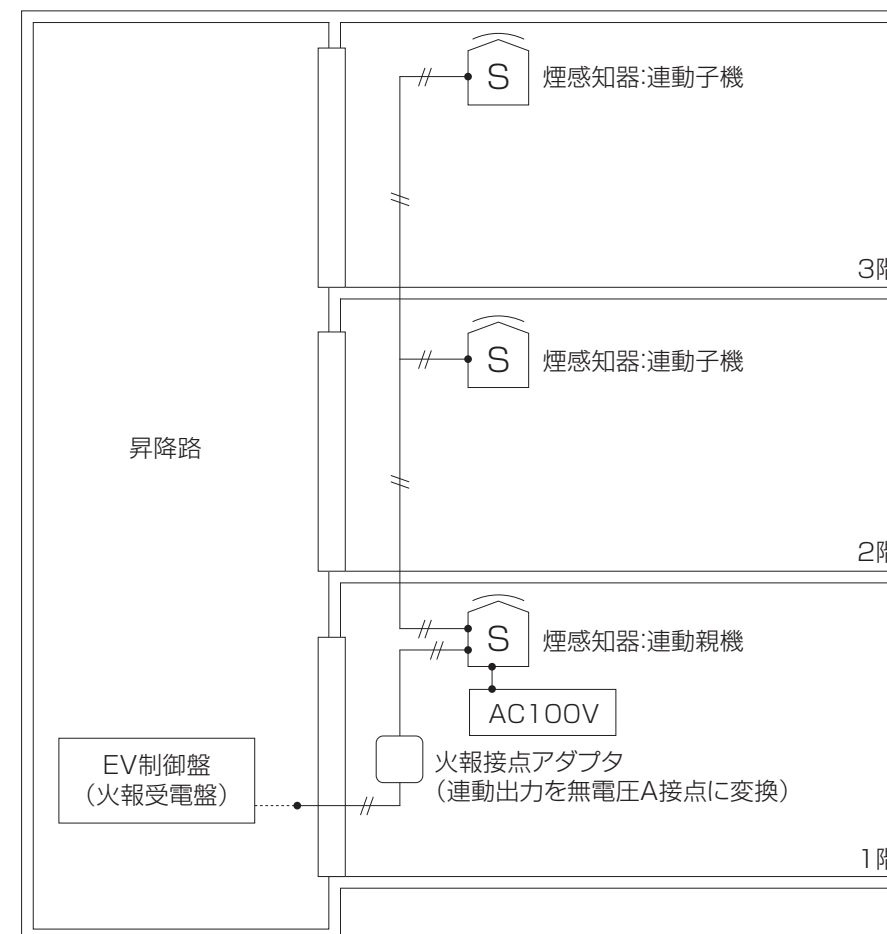 S
煙感知器:連動子機
3階
S
煙感知器:連動子機
昇降路
2階
S
煙感知器:連動親機
AC100V
EV制御盤
(火報受電盤)
火報接点アダプタ
(連動出力を無電圧A接点に変換)
1階